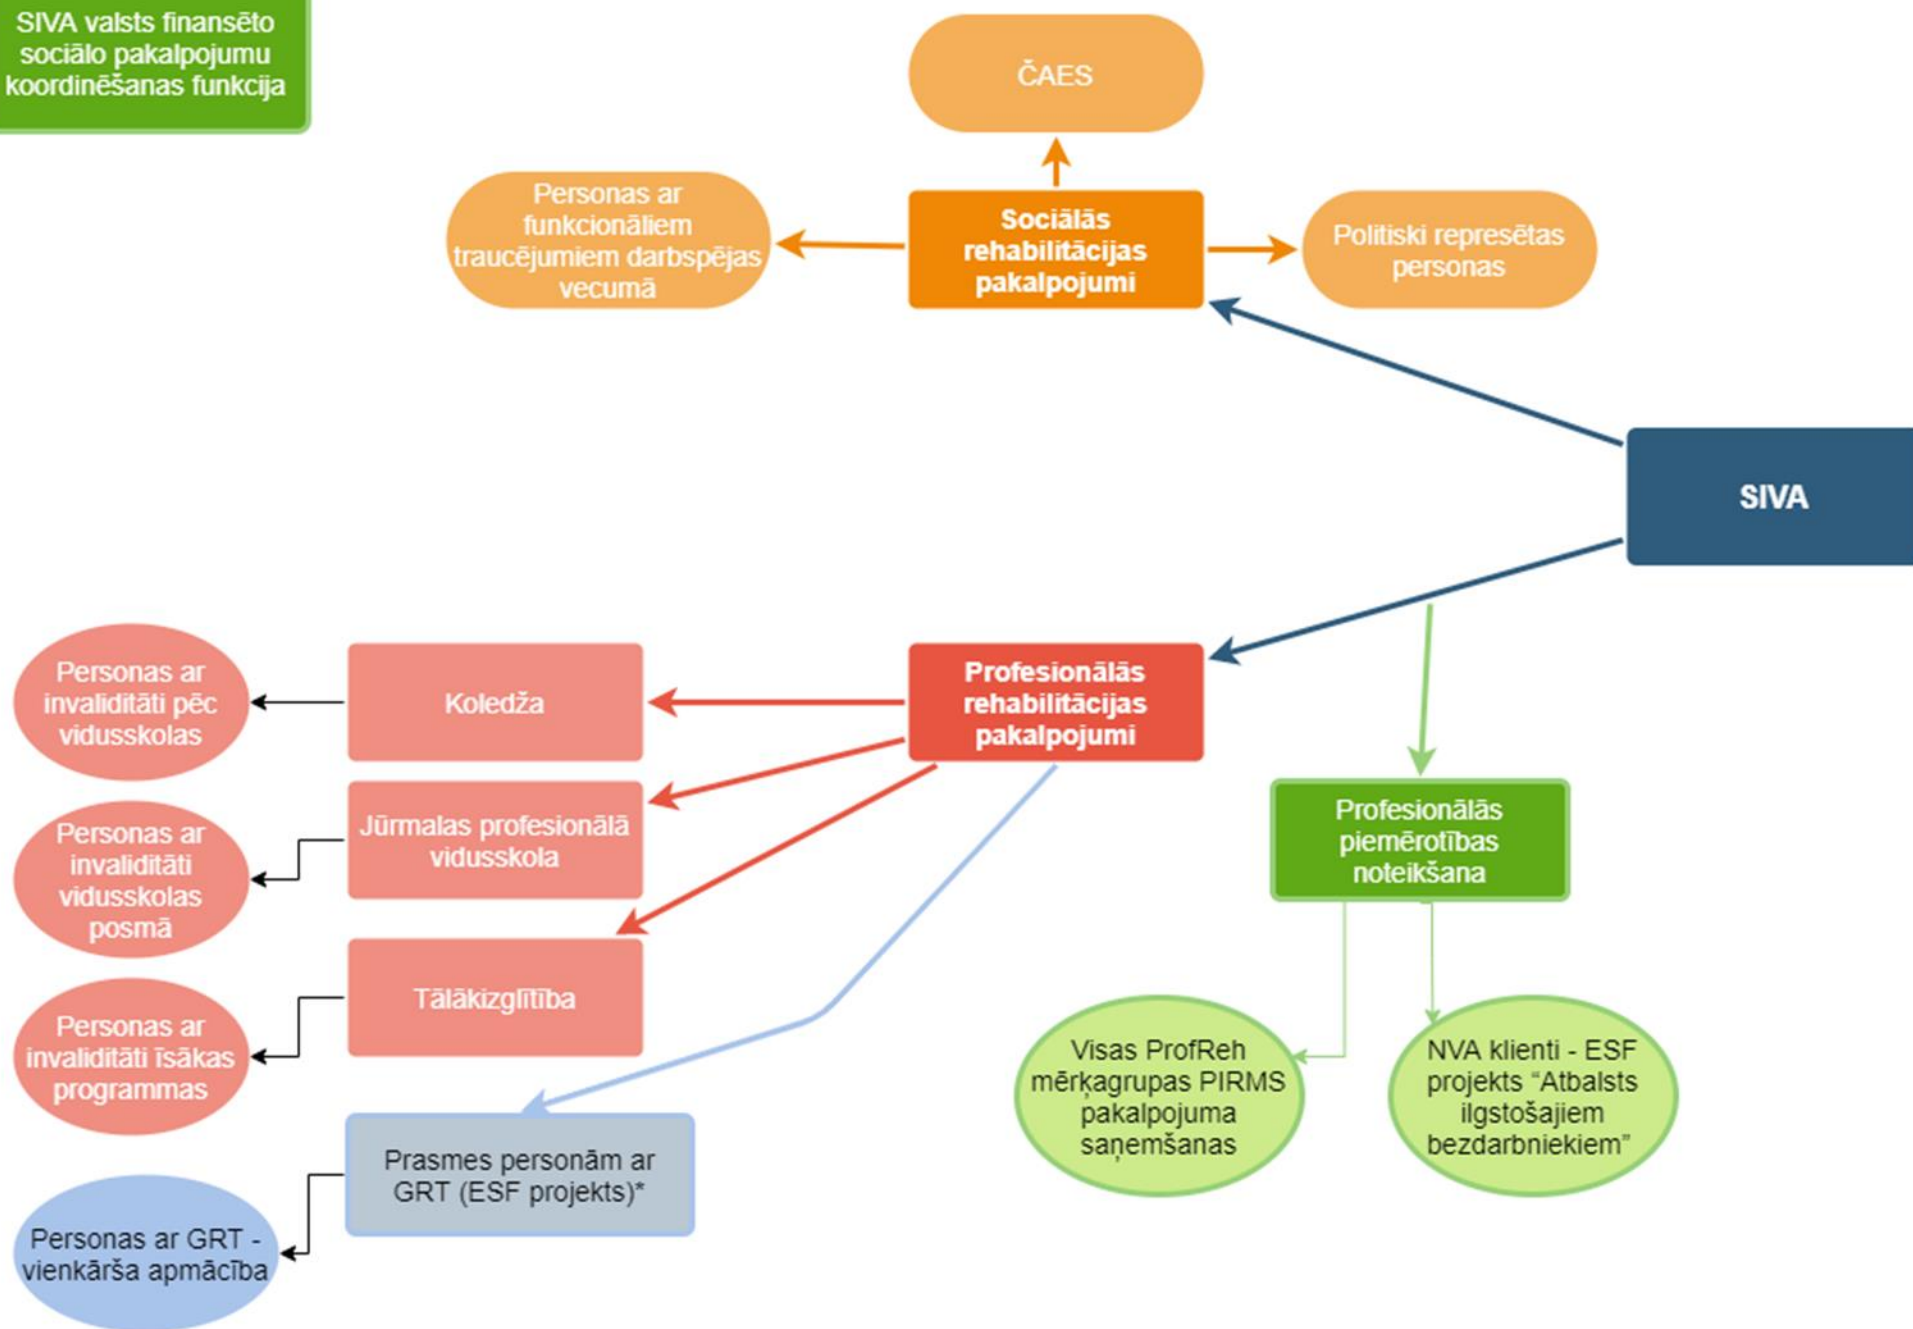 SIVA valsts finansēto
sociālo pakalpojumu
koordinēšanas funkcija
ČAES
Personas ar
funkcionāliem
traucējumiem darbspējas
vecumā
Sociālās
rehabilitācijas
pakalpojumi
Politiski represētas
personas
SIVA
Profesionālās
rehabilitācijas
pakalpojumi
Koledža
Personas ar
invaliditāti pēc
vidusskolas
Jūrmalas profesionālā
vidusskola
Personas ar
invaliditāti
vidusskolas
posmā
Tālākizglītība
Personas ar
invaliditāti īsākas
programmas
Prasmes personām ar
GRT (ESF projekts)*
Personas ar GRT -
vienkārša apmācība
Profesionālās
piemērotības
noteikšana
Visas ProfReh
mērķagrupas PIRMS
pakalpojuma
saņemšanas
NVA klienti - ESF
projekts “Atbalsts
ilgstošajiem
bezdarbniekiem”